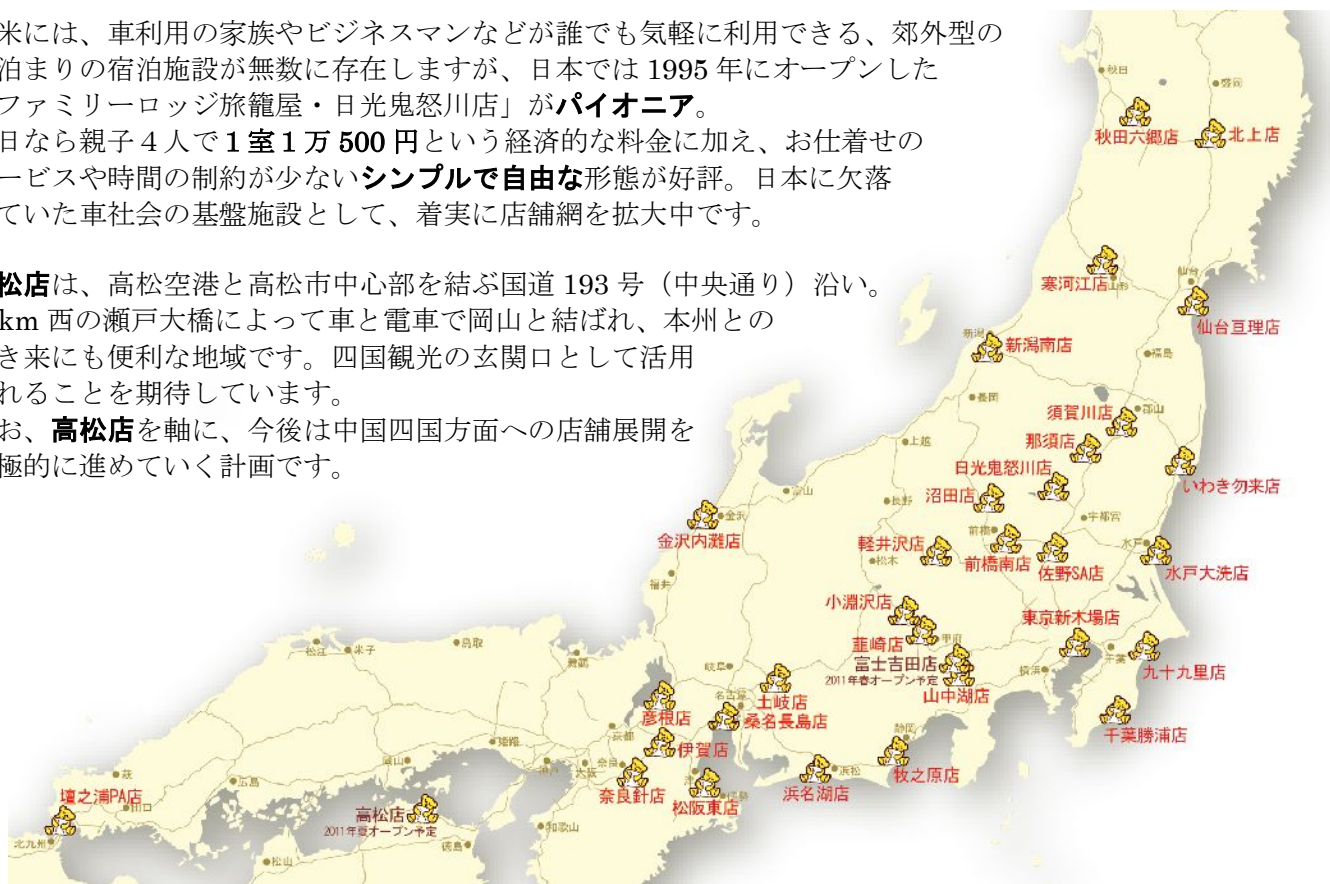 米には、車利用の家族やビジネスマンなどが誰でも気軽に利用できる、郊外型の
泊まりの宿泊施設が無数に存在しますが、日本では 1995 年にオープンした
ファミリーロッジ旅籠屋・日光鬼怒川店」がパイオニア。
日なら親子４人で１室１万 500 円という経済的な料金に加え、お仕着せの
ービスや時間の制約が少ないシンプルで自由な形態が好評。日本に欠落
ていた車社会の基盤施設として、着実に店舗網を拡大中です。
松店は、高松空港と高松市中心部を結ぶ国道 193 号（中央通り）沿い。
km 西の瀬戸大橋によって車と電車で岡山と結ばれ、本州との
き来にも便利な地域です。四国観光の玄関口として活用
れることを期待しています。
お、高松店を軸に、今後は中国四国方面への店舗展開を
極的に進めていく計画です。
秋田
盛岡
秋田六郷店
北上店
寒河江店
山形
仙台
仙台亘理店
新潟
新潟南店
福島
長岡
須賀川店
郡山
上越
那須店
日光鬼怒川店
いわき勿来店
富山
長野
沼田店
金沢
金沢内灘店
宇都宮
前橋
軽井沢店
前橋南店
佐野SA店
水戸
水戸大洗店
松本
福井
小淵沢店
東京新木場店
韮崎店
甲府
鳥取
松江
米子
舞鶴
岐阜
富士吉田店
2011年春オープン予定
山中湖店
横浜
千葉
九十九里店
土岐店
名古屋
彦根店
桑名長島店
千葉勝浦店
京都
静岡
姫路
伊賀店
岡山
神戸
大阪
奈良
奈良針店
津
松阪東店
伊勢
浜松
浜名湖店
牧之原店
萩
広島
壇之浦PA店
山口
高松店
2011年夏オープン予定
和歌山
北九州
徳島
松山